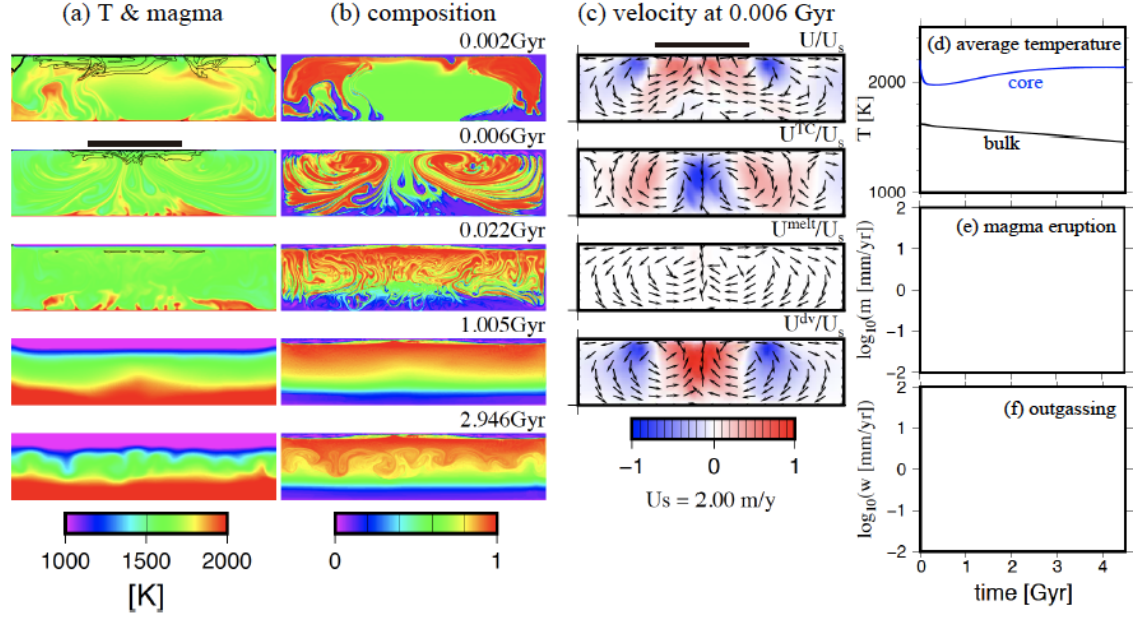 (a) T & magma
(b) composition
(c) velocity at 0.006 Gyr
0.002Gyr
0.006Gyr
0.022Gyr
1.005Gyr
2.946Gyr
1000 1500 2000
[K]
0 1
U/Us
U^TC/Us
U^melt/Us
U^dv/Us
−1 0 1
Us = 2.00 m/y
(d) average temperature
core
bulk
T [K]
2000
1000
(e) magma eruption
log10(m [mm/yr])
2
1
0
−1
−2
(f) outgassing
log10(w [mm/yr])
2
1
0
−1
−2
0 1 2 3 4
time [Gyr]